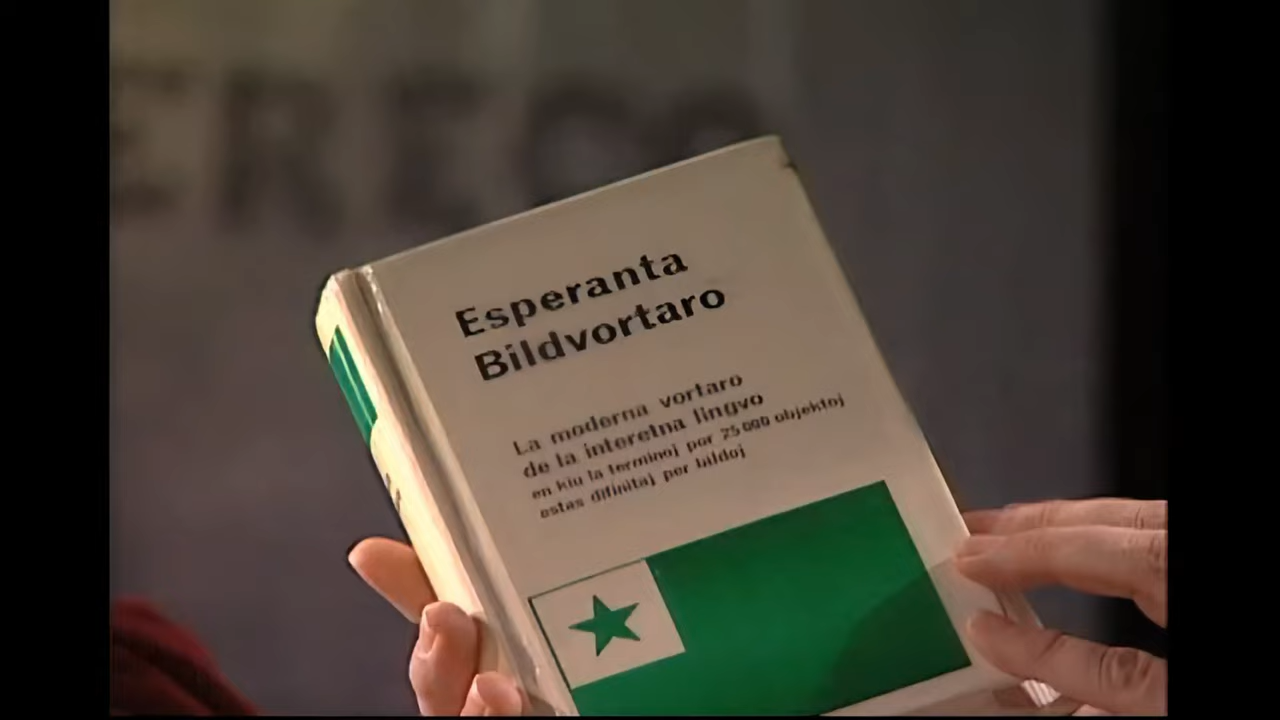 Esperanta
Bildvortaro
La moderna vortaro
de la interetna lingvo
en kiu la terminoj por 25 000 objektoj
estas difinitaj per bildoj